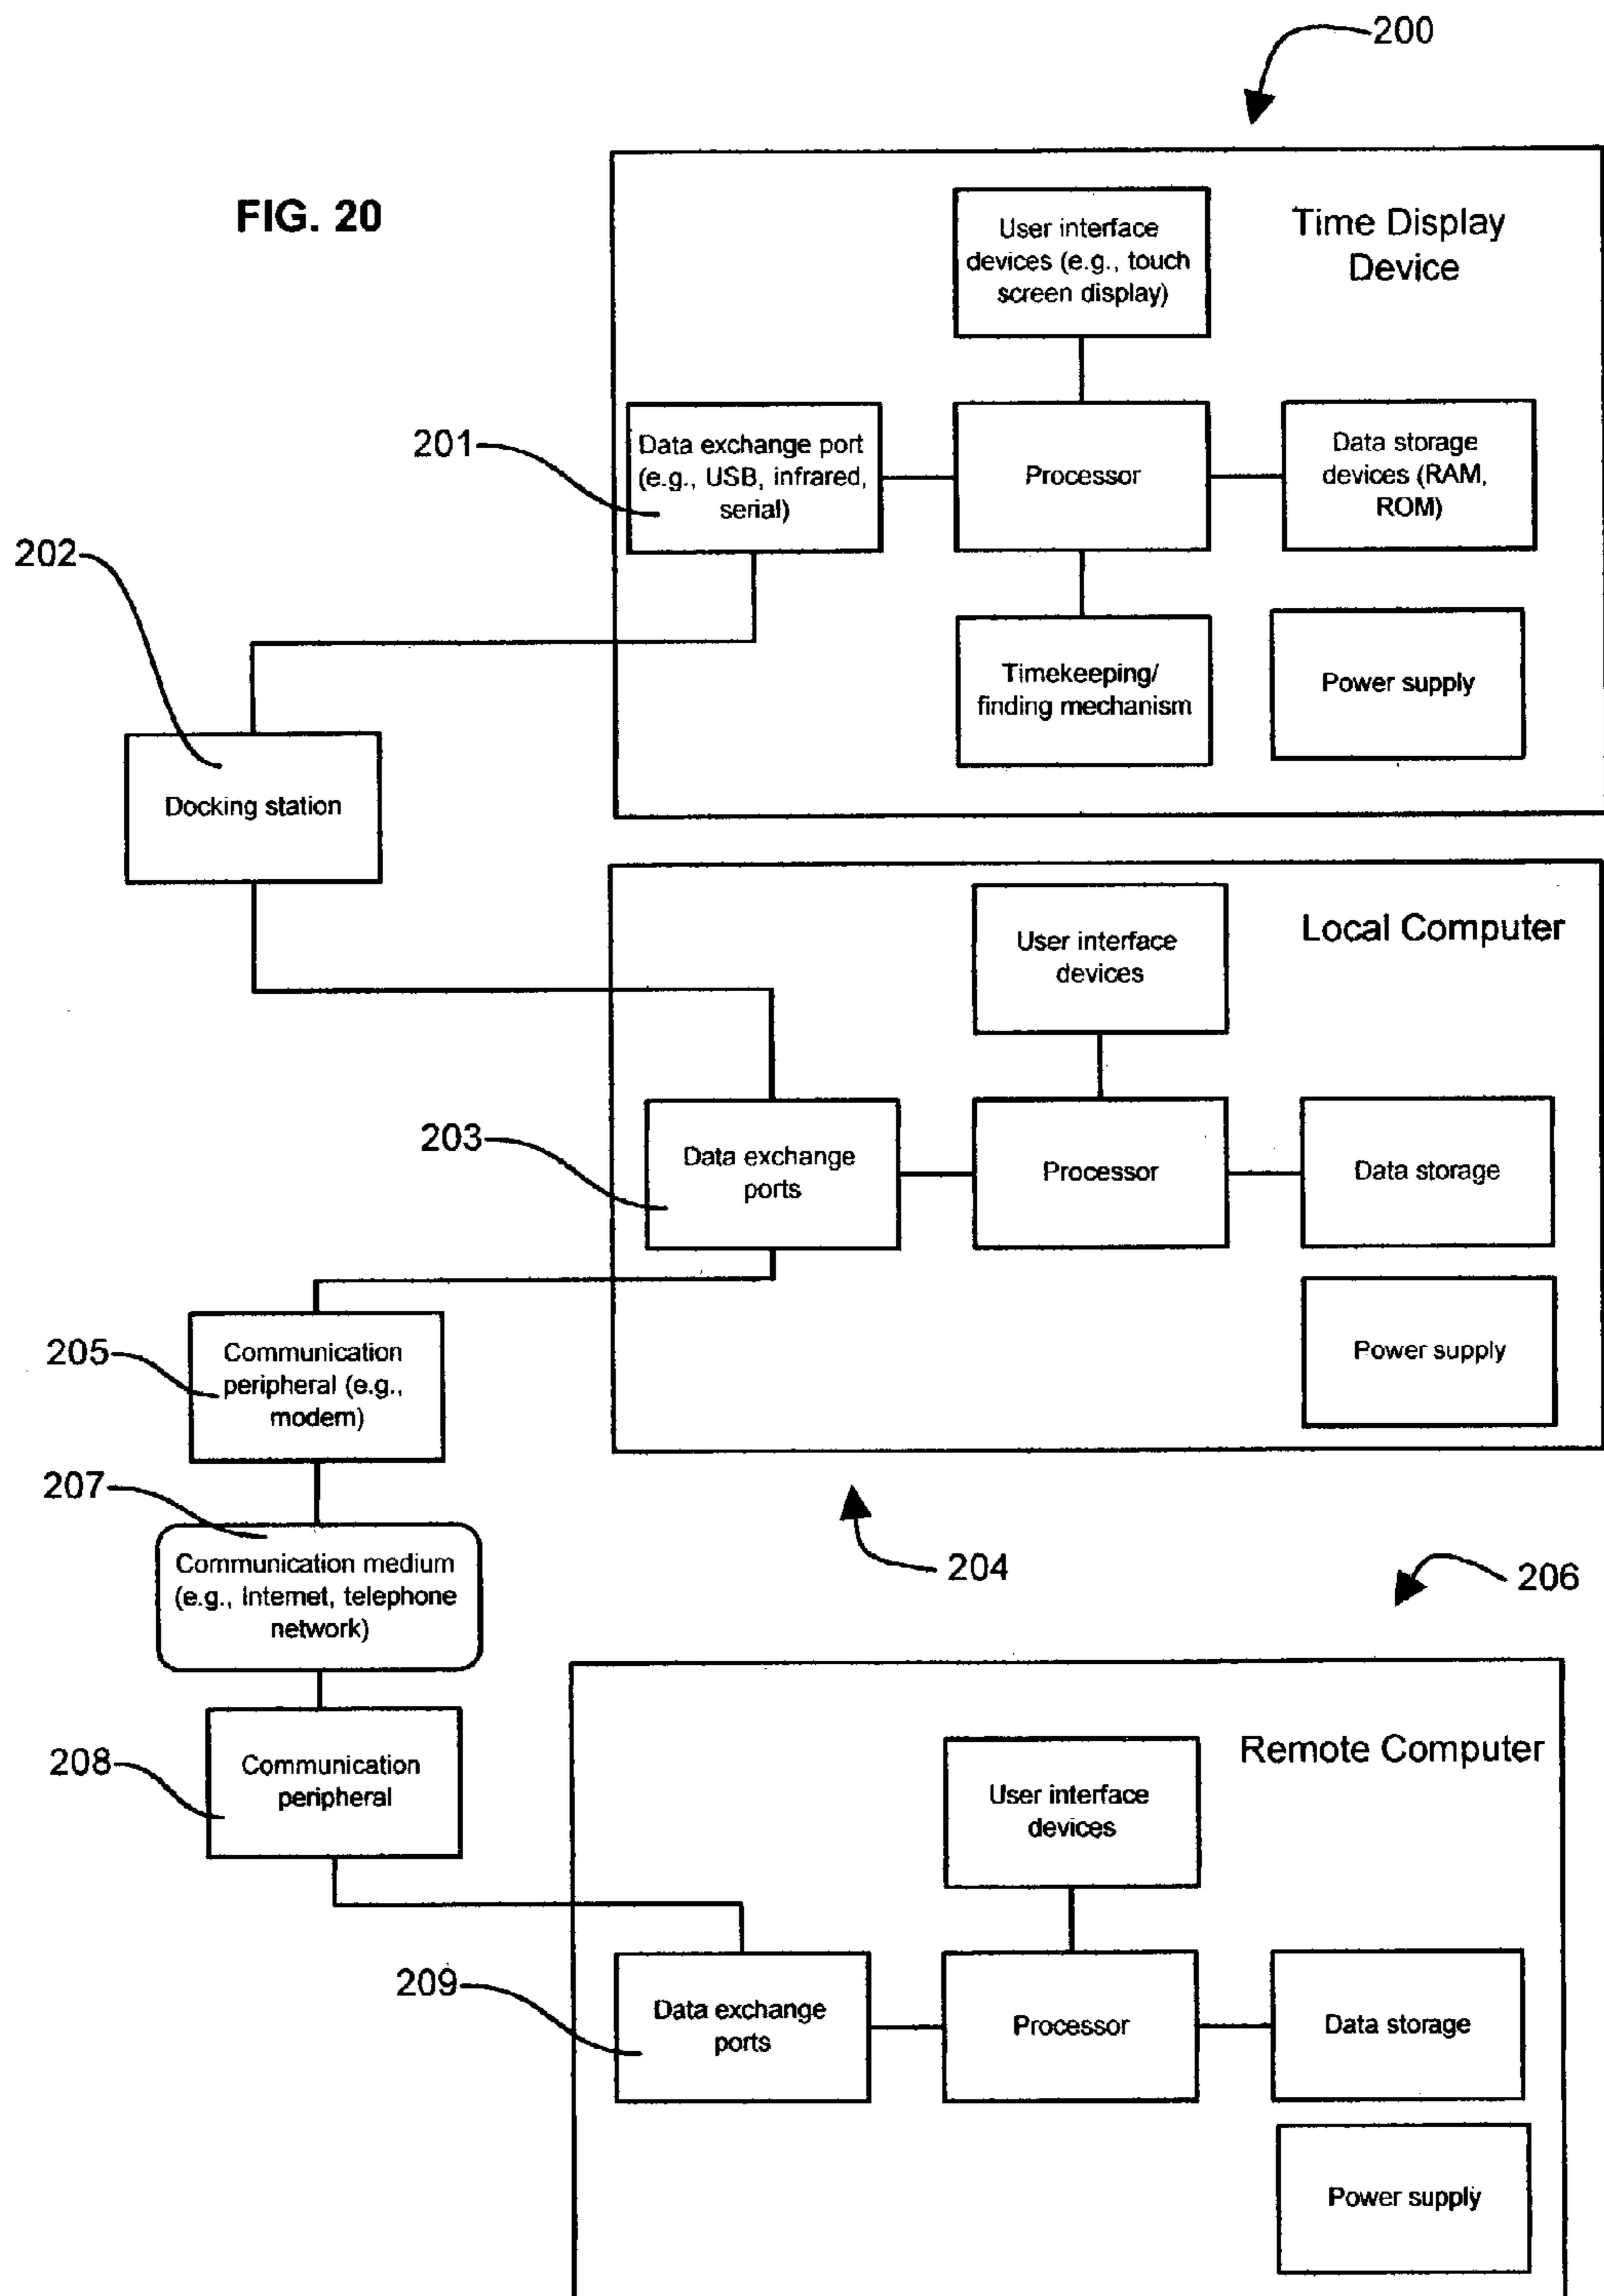 200
FIG. 20
Time Display
Device
User interface
devices (e.g., touch
screen display)
201
Data exchange port
(e.g., USB, infrared,
serial)
Processor
Data storage
devices (RAM,
ROM)
202
Timekeeping/
finding mechanism
Power supply
Docking station
Local Computer
User interface
devices
203
Data exchange
ports
Processor
Data storage
Power supply
205
Communication
peripheral (e.g.,
modem)
207
Communication medium
(e.g., Internet, telephone
network)
204
206
208
Communication
peripheral
Remote Computer
User interface
devices
209
Data exchange
ports
Processor
Data storage
Power supply